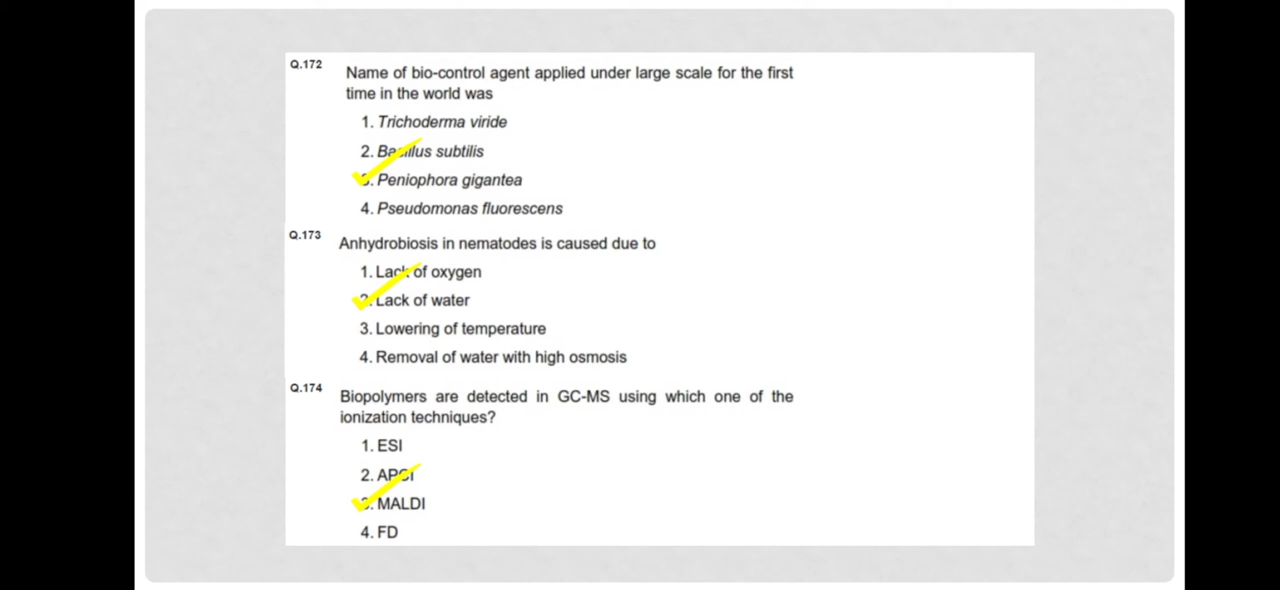 Q.172
Name of bio-control agent applied under large scale for the first
time in the world was
1. Trichoderma viride
2. Bacillus subtilis
3. Peniophora gigantea
4. Pseudomonas fluorescens
Q.173
Anhydrobiosis in nematodes is caused due to
1. Lack of oxygen
2. Lack of water
3. Lowering of temperature
4. Removal of water with high osmosis
Q.174
Biopolymers are detected in GC-MS using which one of the
ionization techniques?
1. ESI
2. APCI
3. MALDI
4. FD